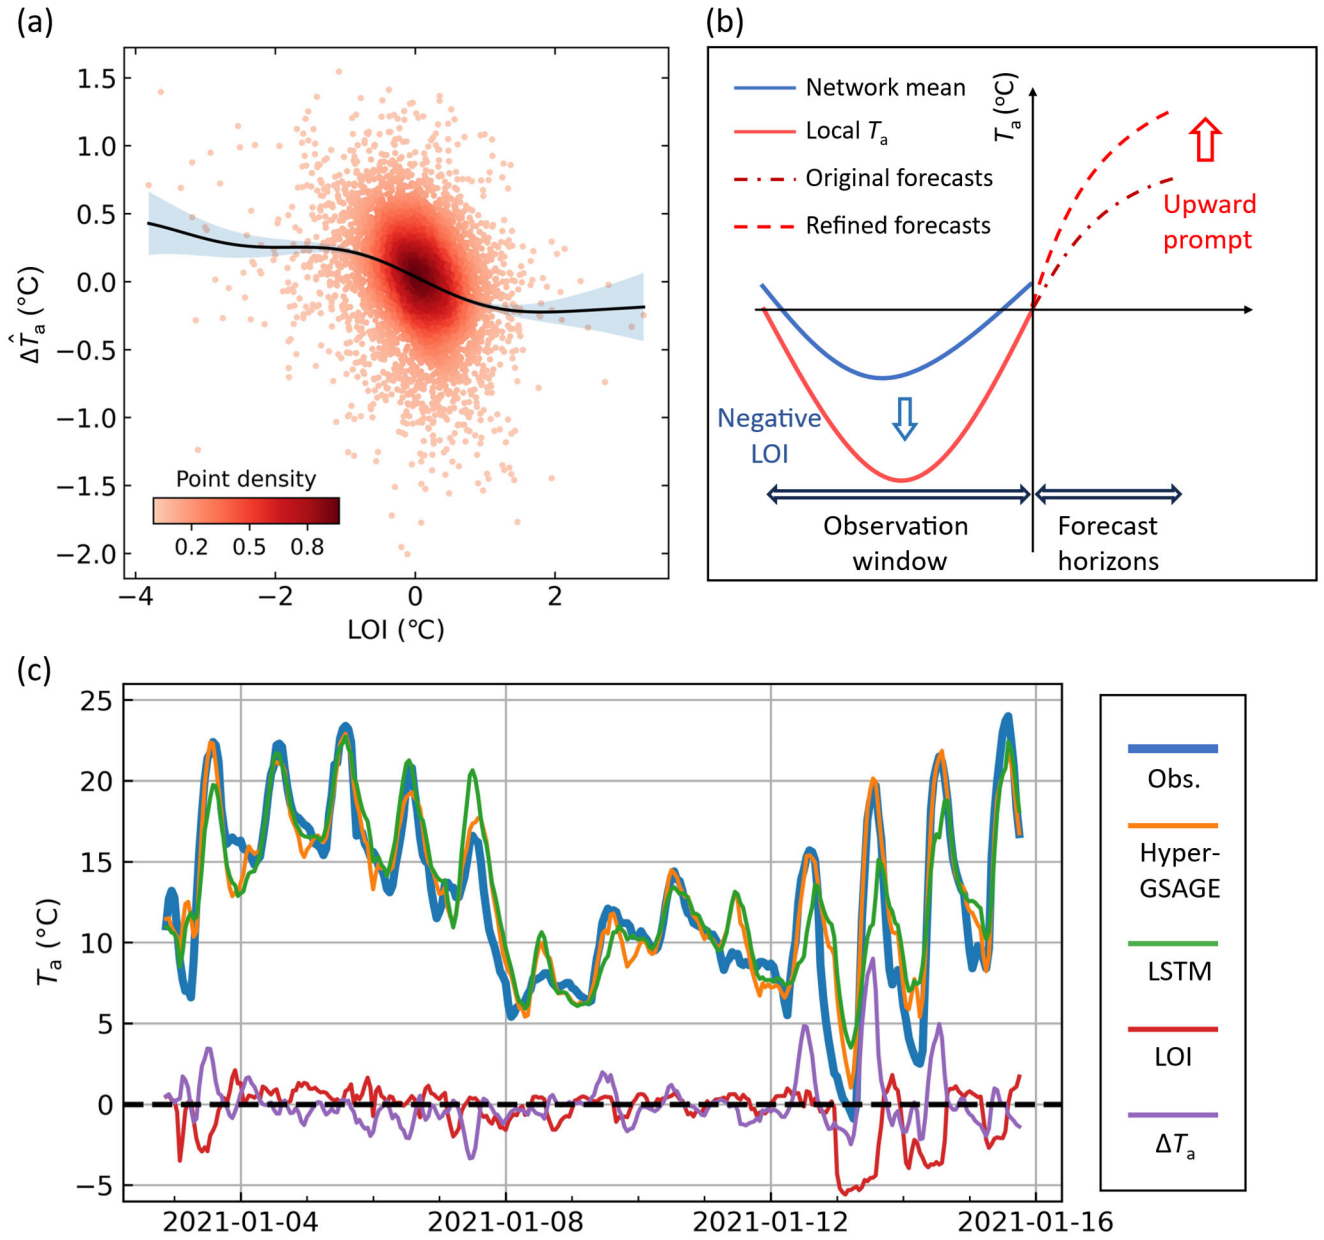 (a)
1.5
1.0
0.5
0.0
−0.5
−1.0
−1.5
−2.0
ΔT̂a (°C)
Point density
0.2 0.5 0.8
−4 −2 0 2
LOI (°C)
(b)
Network mean
Local Ta
Original forecasts
Refined forecasts
Ta (°C)
Upward
prompt
Negative
LOI
Observation
window
Forecast
horizons
(c)
25
20
15
10
5
0
−5
Ta (°C)
2021-01-04 2021-01-08 2021-01-12 2021-01-16
Obs.
Hyper-
GSAGE
LSTM
LOI
ΔTa